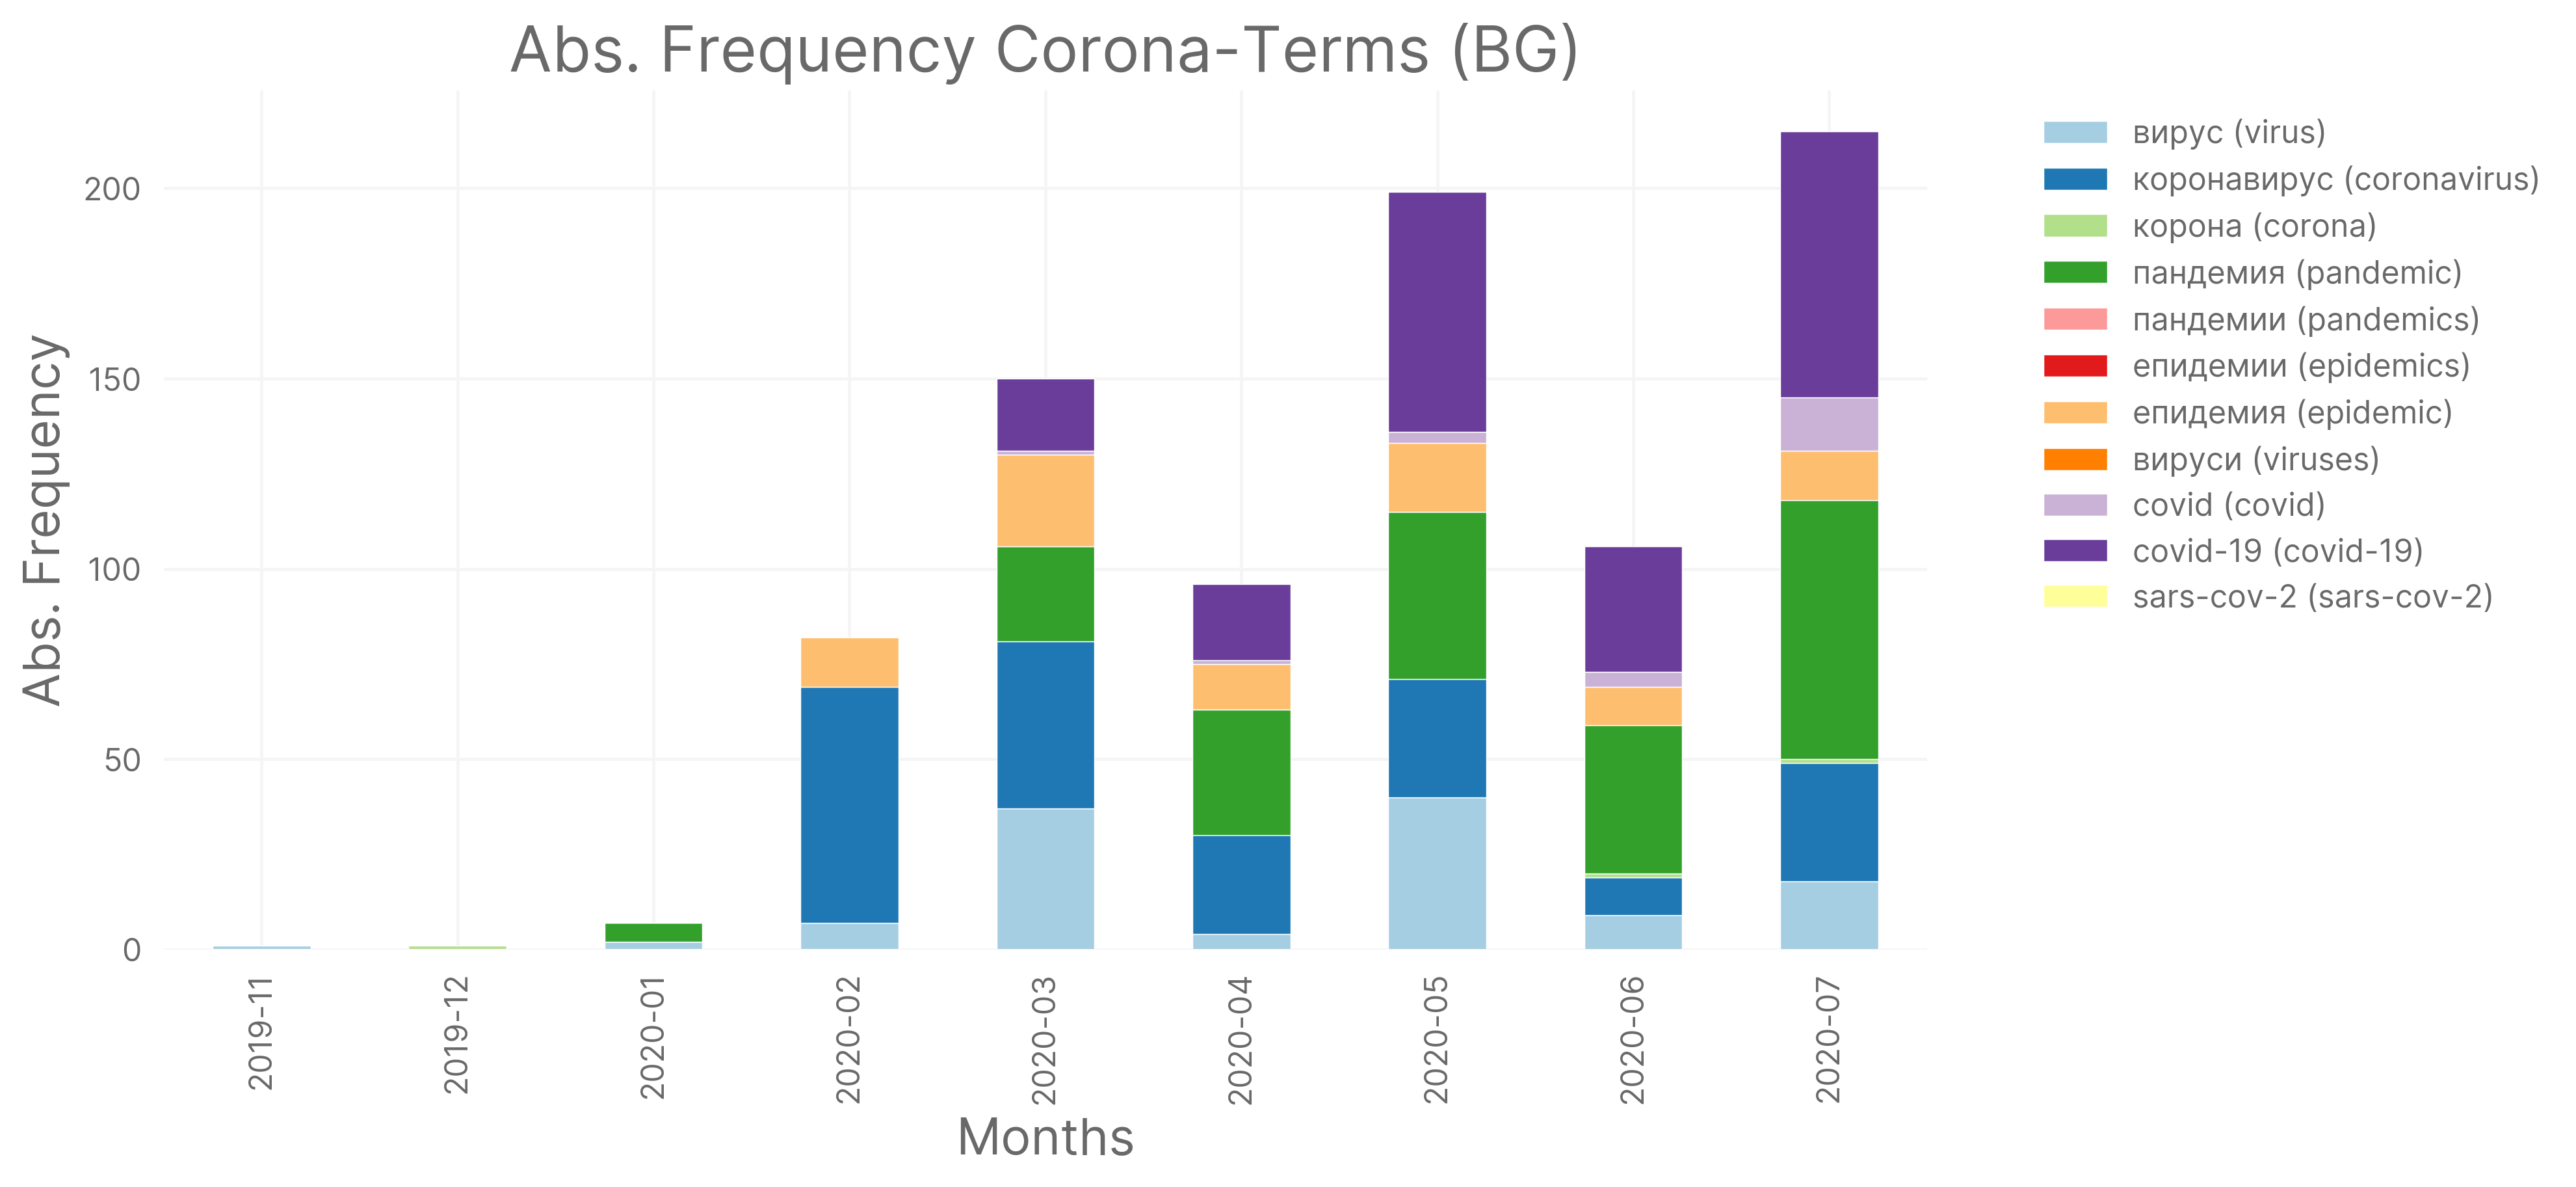 Abs. Frequency Corona-Terms (BG)
Abs. Frequency
200
150
100
50
0
2019-11
2019-12
2020-01
2020-02
2020-03
2020-04
2020-05
2020-06
2020-07
Months
вирус (virus)
коронавирус (coronavirus)
корона (corona)
пандемия (pandemic)
пандемии (pandemics)
епидемии (epidemics)
епидемия (epidemic)
вируси (viruses)
covid (covid)
covid-19 (covid-19)
sars-cov-2 (sars-cov-2)